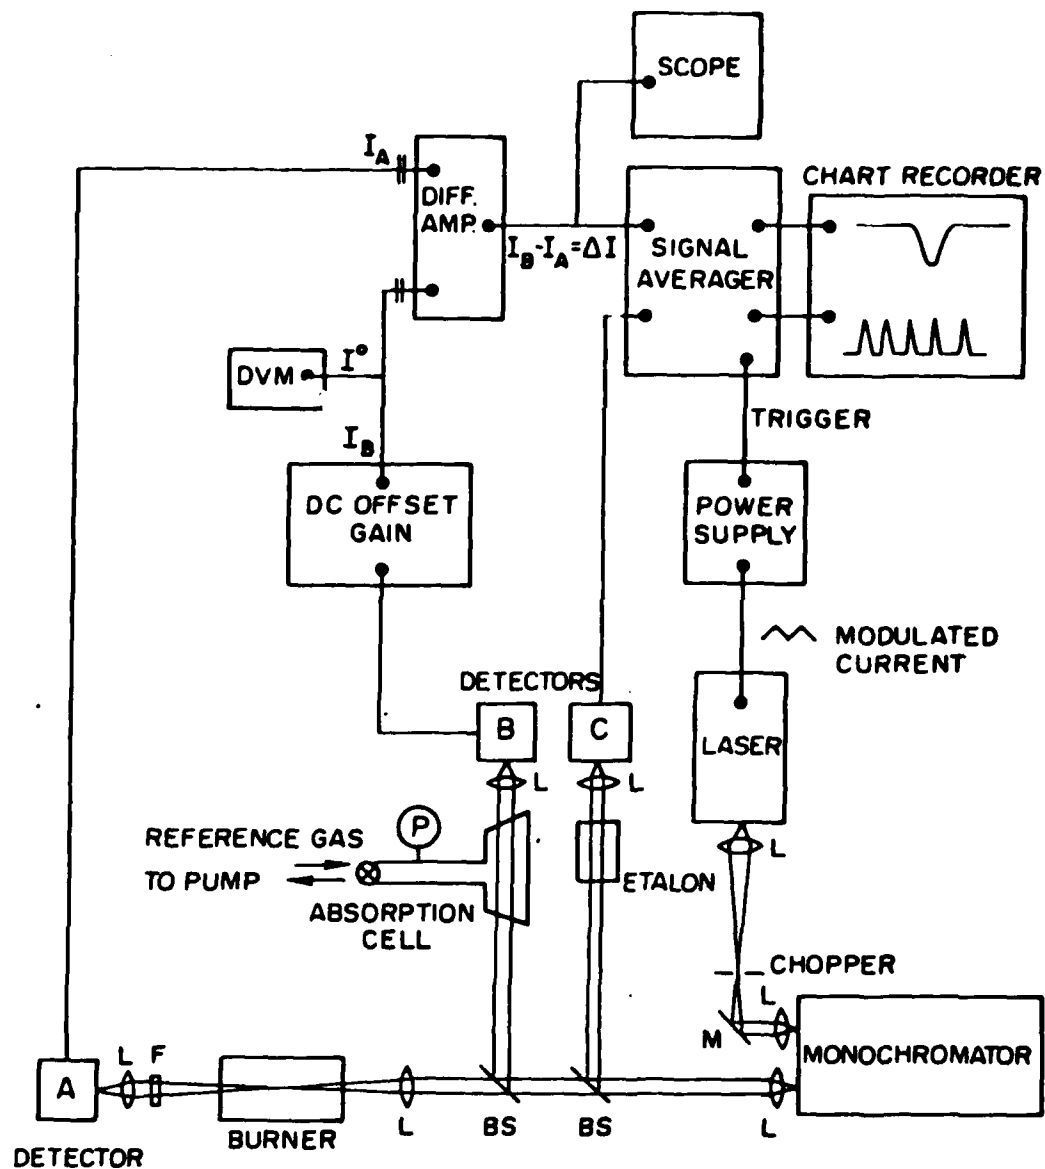 SCOPE
I_A
DIFF.
AMP.
I_B-I_A=ΔI
SIGNAL
AVERAGER
CHART RECORDER
DVM
I°
I_B
TRIGGER
DC OFFSET
GAIN
POWER
SUPPLY
MODULATED
CURRENT
DETECTORS
B
C
LASER
L
L
L
P
REFERENCE GAS
TO PUMP
ETALON
ABSORPTION
CELL
CHOPPER
L
M
MONOCHROMATOR
L
F
A
BURNER
L
BS
BS
L
DETECTOR